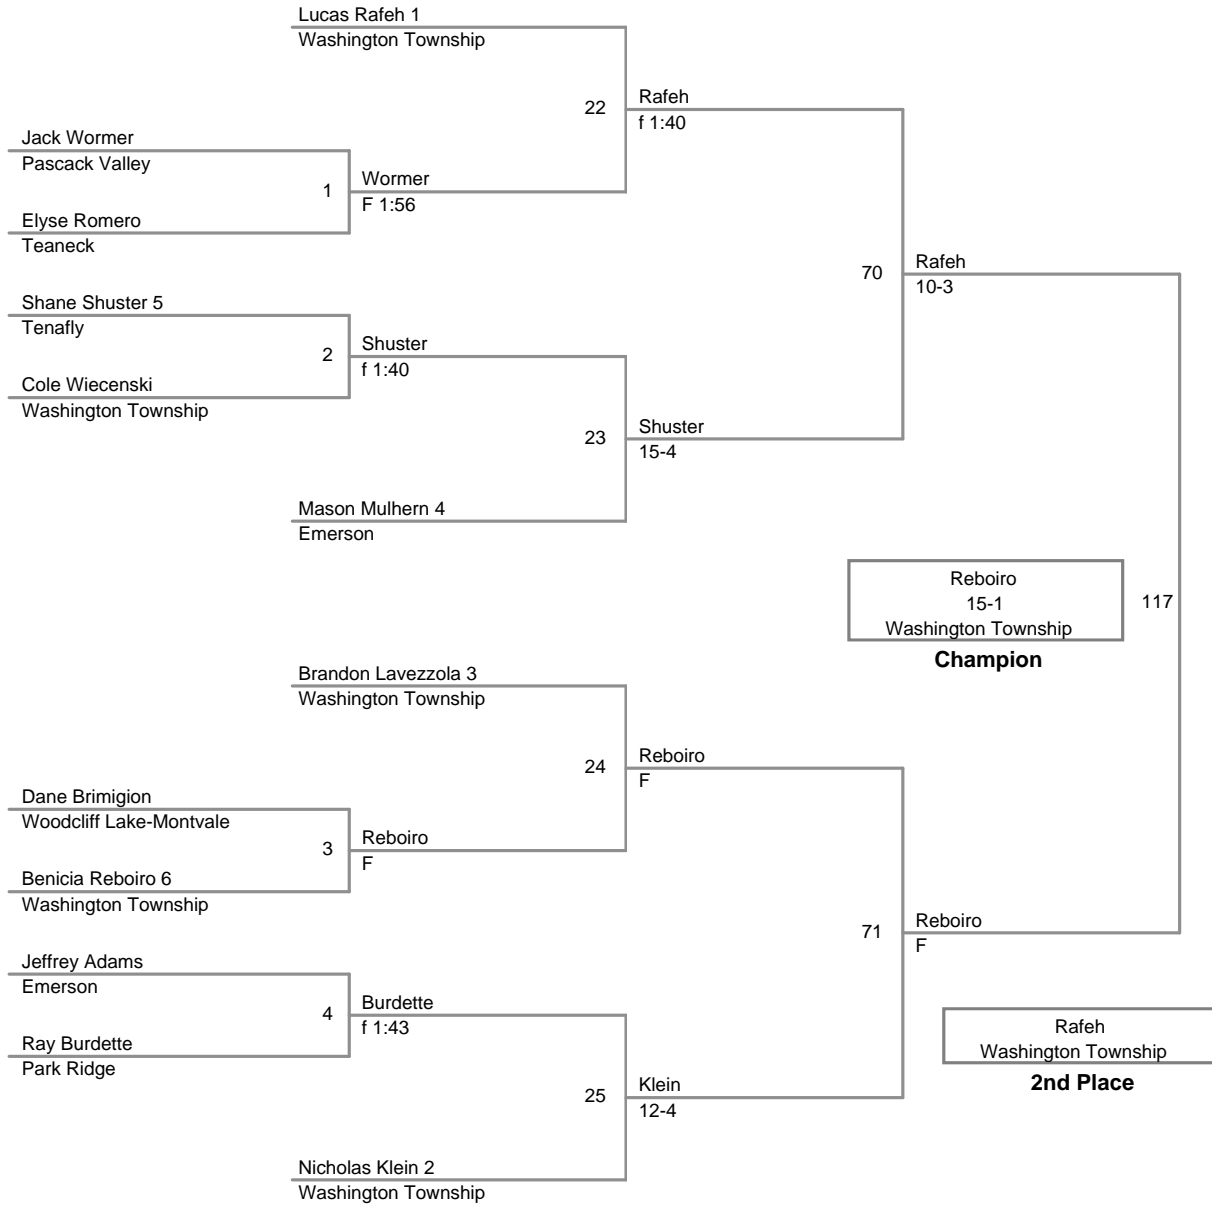 Lucas Rafeh 1
Washington Township
22
Rafeh
f 1:40
Jack Wormer
Pascack Valley
1
Wormer
F 1:56
Elyse Romero
Teaneck
70
Rafeh
10-3
Shane Shuster 5
Tenafly
2
Shuster
f 1:40
Cole Wiecenski
Washington Township
23
Shuster
15-4
Mason Mulhern 4
Emerson
Reboiro
15-1
Washington Township
Champion
117
Brandon Lavezzola 3
Washington Township
24
Reboiro
F
Dane Brimigion
Woodcliff Lake-Montvale
3
Reboiro
F
Benicia Reboiro 6
Washington Township
71
Reboiro
F
Jeffrey Adams
Emerson
4
Burdette
f 1:43
Ray Burdette
Park Ridge
Rafeh
Washington Township
2nd Place
25
Klein
12-4
Nicholas Klein 2
Washington Township